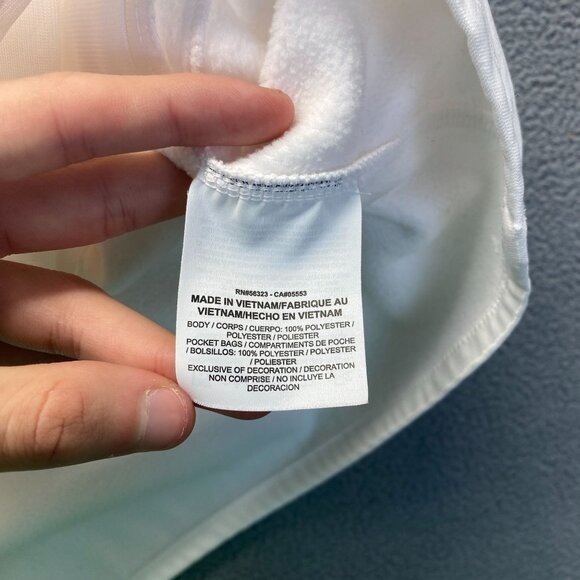 RN#56323 - CA#05553
MADE IN VIETNAM/FABRIQUE AU
VIETNAM/HECHO EN VIETNAM
BODY / CORPS / CUERPO: 100% POLYESTER /
POLYESTER / POLIESTER
POCKET BAGS / COMPARTIMENTS DE POCHE
/ BOLSILLOS: 100% POLYESTER / POLYESTER
/ POLIESTER
EXCLUSIVE OF DECORATION / DECORATION
NON COMPRISE / NO INCLUYE LA
DECORACION